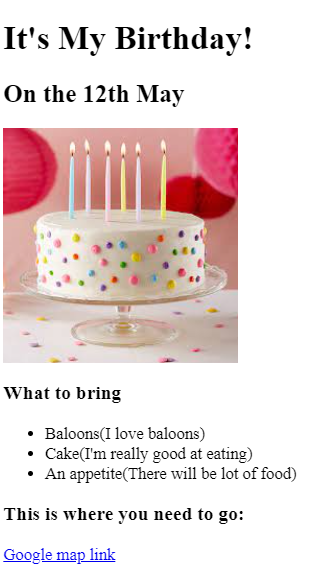 It's My Birthday!
On the 12th May
What to bring
Baloons(I love baloons)
Cake(I'm really good at eating)
An appetite(There will be lot of food)
This is where you need to go:
Google map link